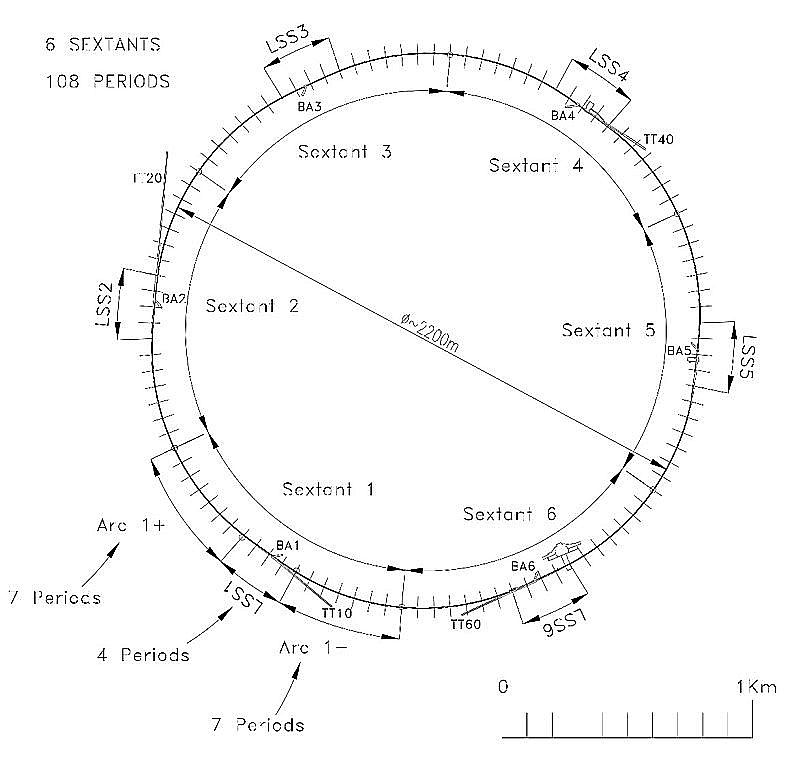 6 SEXTANTS
108 PERIODS
LSS3
LSS4
BA3
BA4
TT40
Sextant 3
Sextant 4
TT20
LSS2
BA2
Sextant 2
ø~2200m
Sextant 5
BA5
LSS5
Sextant 1
Sextant 6
Arc 1+
BA1
BA6
7 Periods
LSS1
TT10
TT60
LSS6
4 Periods
Arc 1-
7 Periods
0 1Km